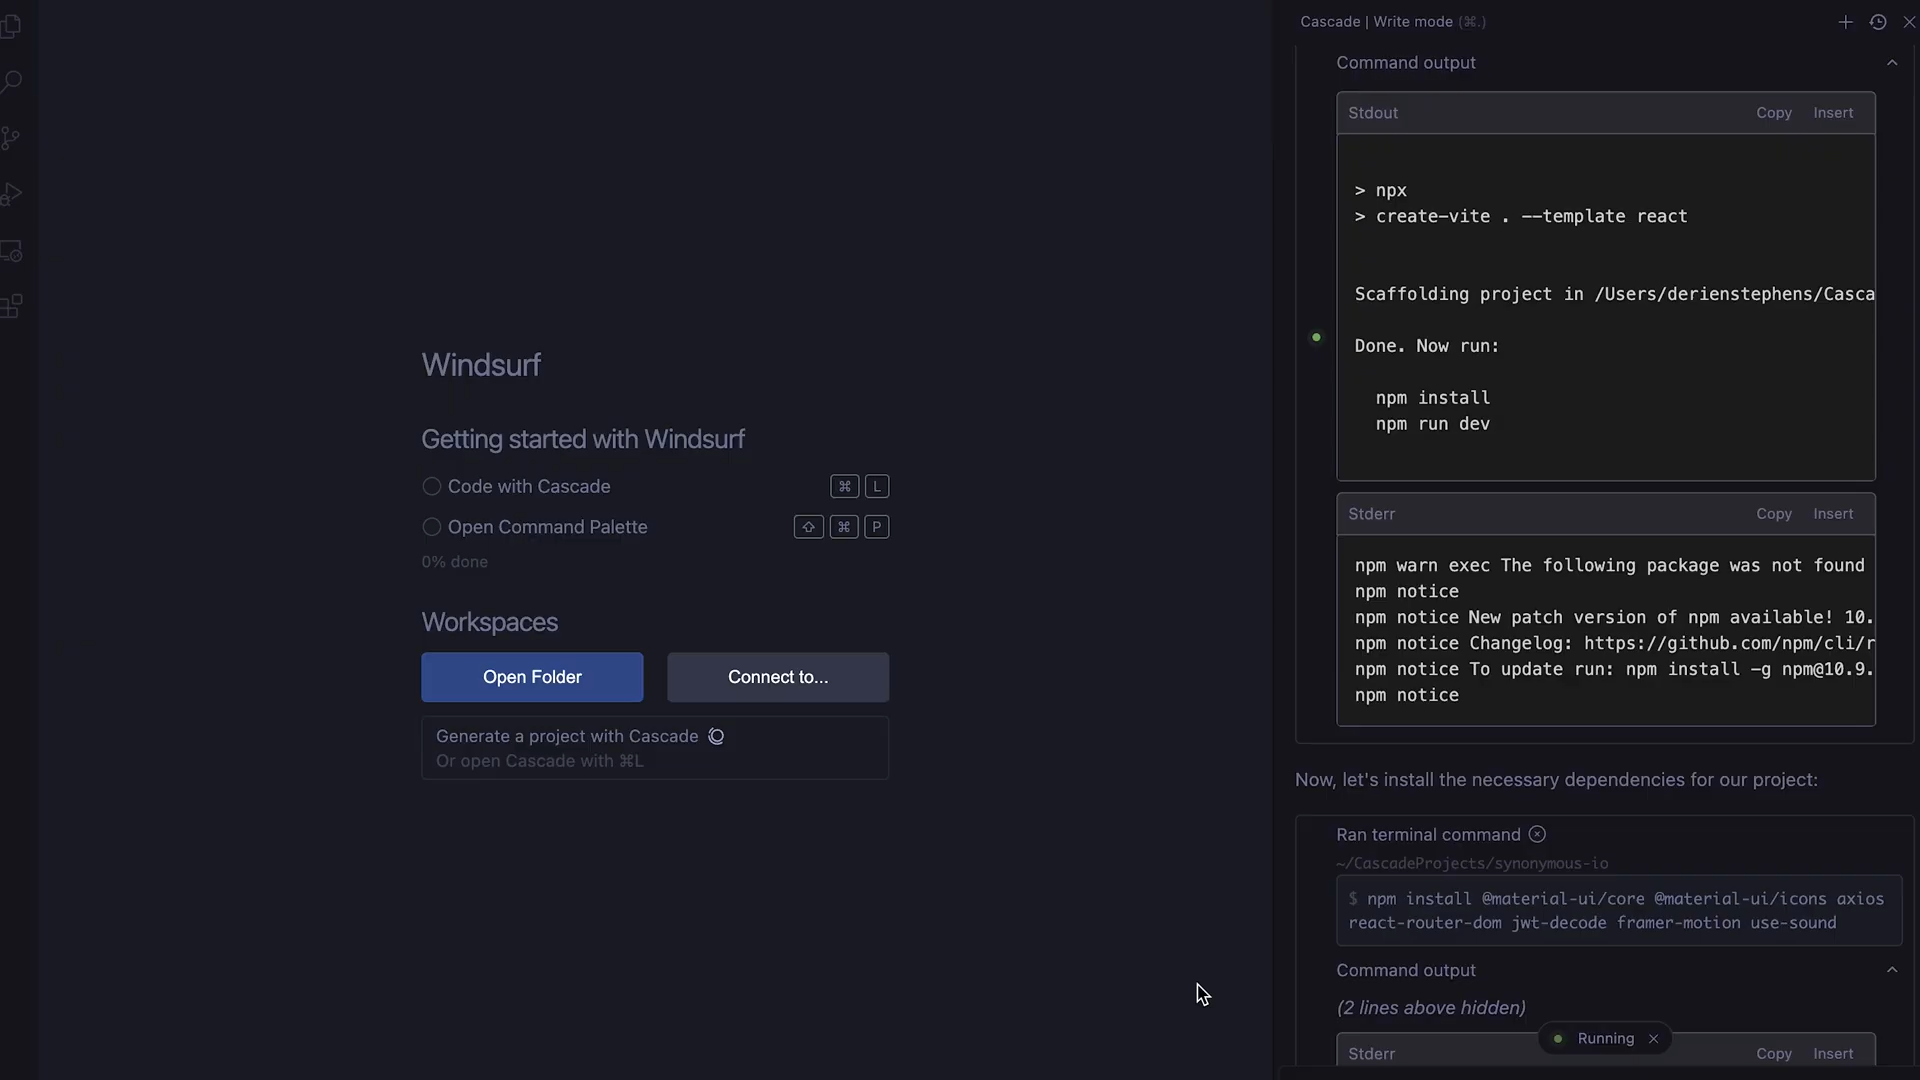 Windsurf
Getting started with Windsurf
Code with Cascade ⌘ L
Open Command Palette ⇧ ⌘ P
0% done
Workspaces
Open Folder
Connect to...
Generate a project with Cascade
Or open Cascade with ⌘L
Cascade | Write mode (⌘.)
Command output
Stdout Copy Insert
> npx
> create-vite . --template react
Scaffolding project in /Users/derienstephens/Casca
Done. Now run:
npm install
npm run dev
Stderr Copy Insert
npm warn exec The following package was not found
npm notice
npm notice New patch version of npm available! 10.
npm notice Changelog: https://github.com/npm/cli/r
npm notice To update run: npm install -g npm@10.9.
npm notice
Now, let's install the necessary dependencies for our project:
Ran terminal command
~/CascadeProjects/synonymous-io
$ npm install @material-ui/core @material-ui/icons axios
react-router-dom jwt-decode framer-motion use-sound
Command output
(2 lines above hidden)
Running
Stderr Copy Insert